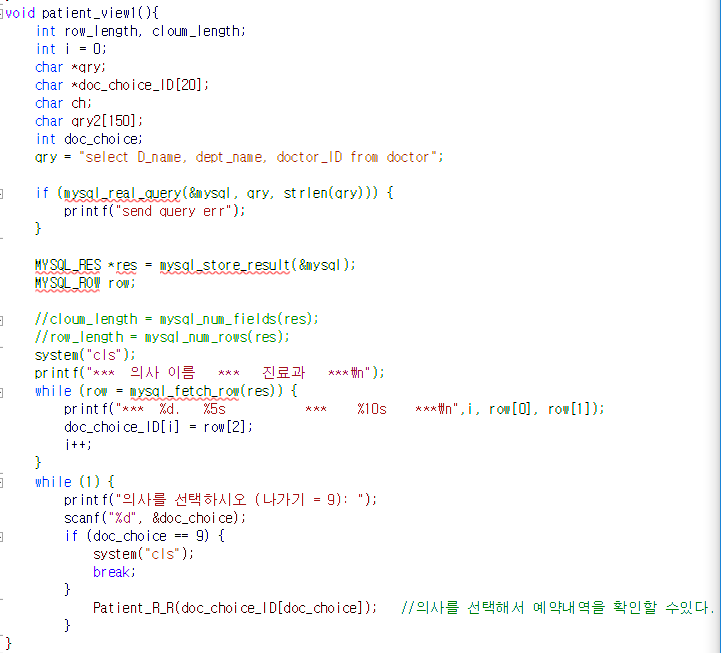 void patient_view1(){
int row_length, cloum_length;
int i = 0;
char *qry;
char *doc_choice_ID[20];
char ch;
char qry2[150];
int doc_choice;
qry = "select D_name, dept_name, doctor_ID from doctor";
if (mysql_real_query(&mysql, qry, strlen(qry))) {
printf("send query err");
}
MYSQL_RES *res = mysql_store_result(&mysql);
MYSQL_ROW row;
//cloum_length = mysql_num_fields(res);
//row_length = mysql_num_rows(res);
system("cls");
printf("*** 의사 이름 *** 진료과 ***₩n");
while (row = mysql_fetch_row(res)) {
printf("*** %d. %5s *** %10s ***₩n",i, row[0], row[1]);
doc_choice_ID[i] = row[2];
i++;
}
while (1) {
printf("의사를 선택하시오 (나가기 = 9): ");
scanf("%d", &doc_choice);
if (doc_choice == 9) {
system("cls");
break;
}
Patient_R_R(doc_choice_ID[doc_choice]); //의사를 선택해서 예약내역을 확인할 수있다.
}
}